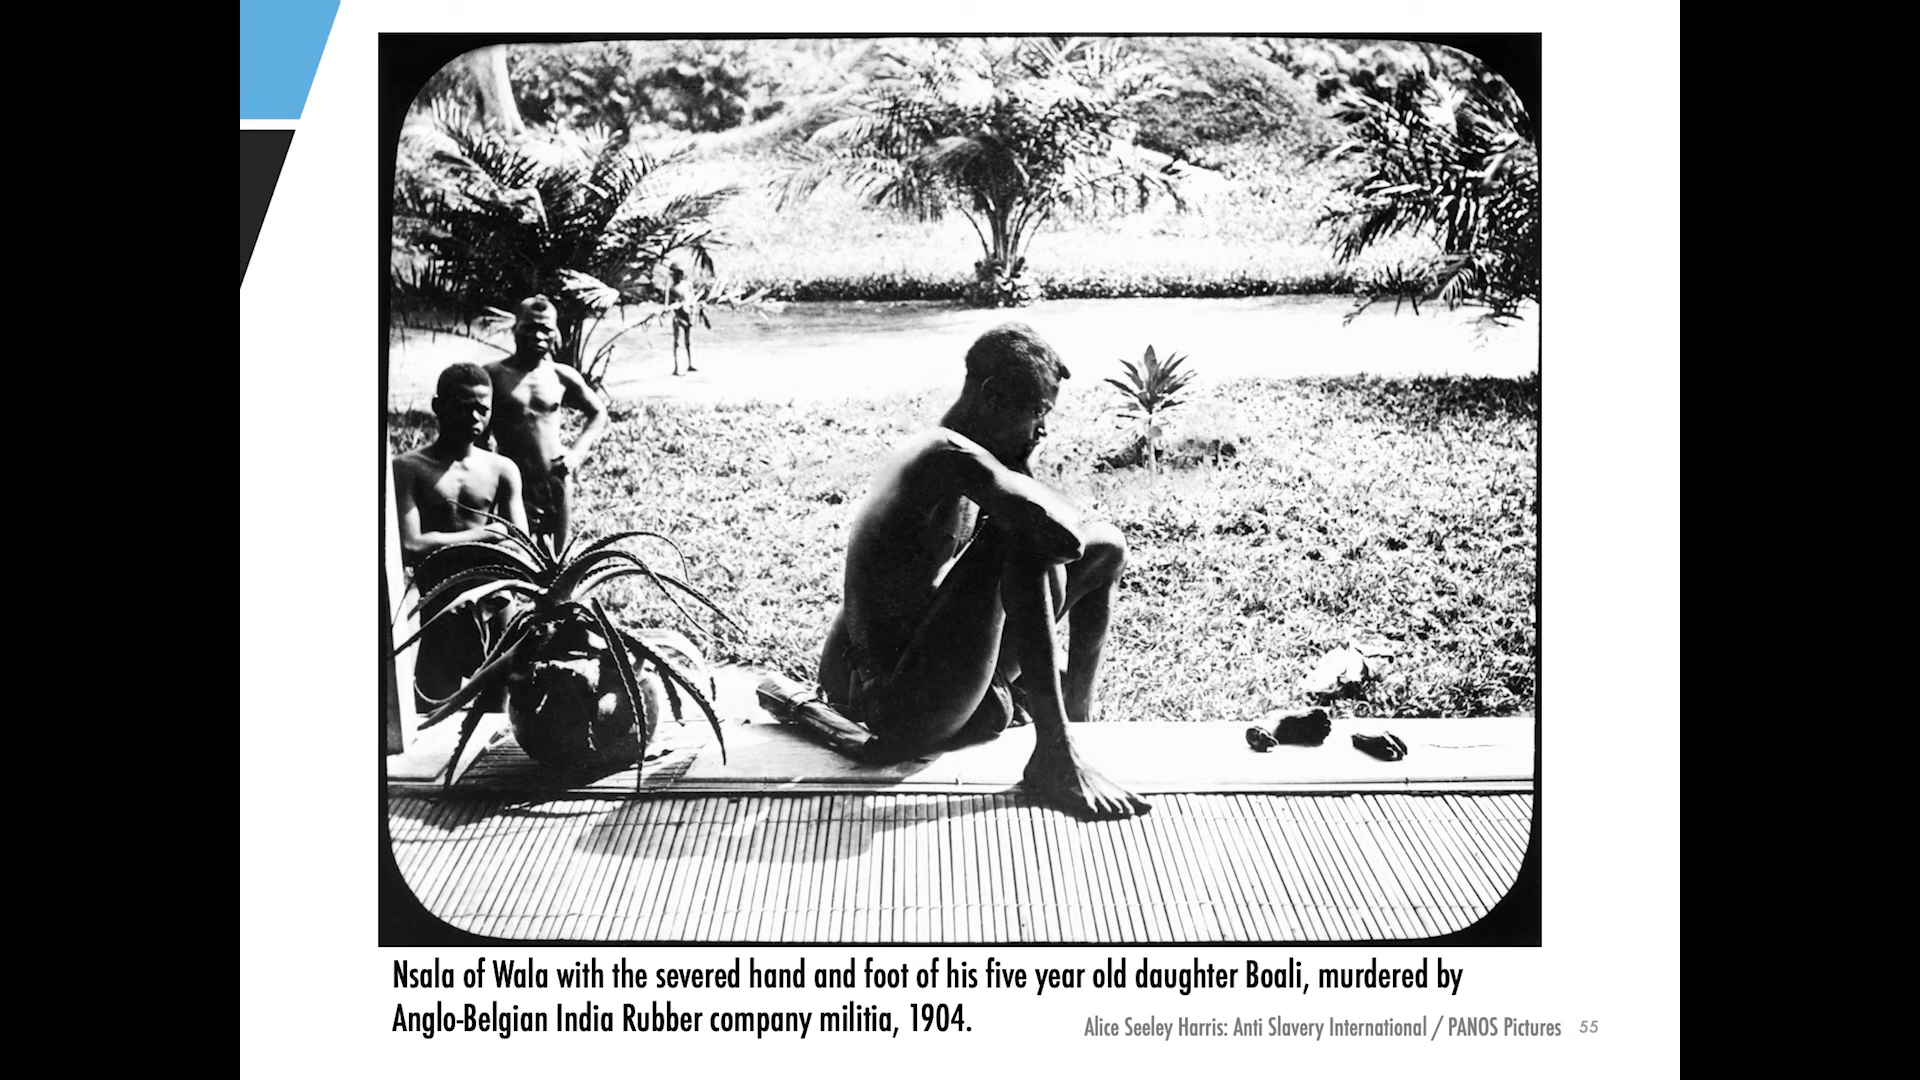 Nsala of Wala with the severed hand and foot of his five year old daughter Boali, murdered by
Anglo-Belgian India Rubber company militia, 1904.
Alice Seeley Harris: Anti Slavery International / PANOS Pictures
55